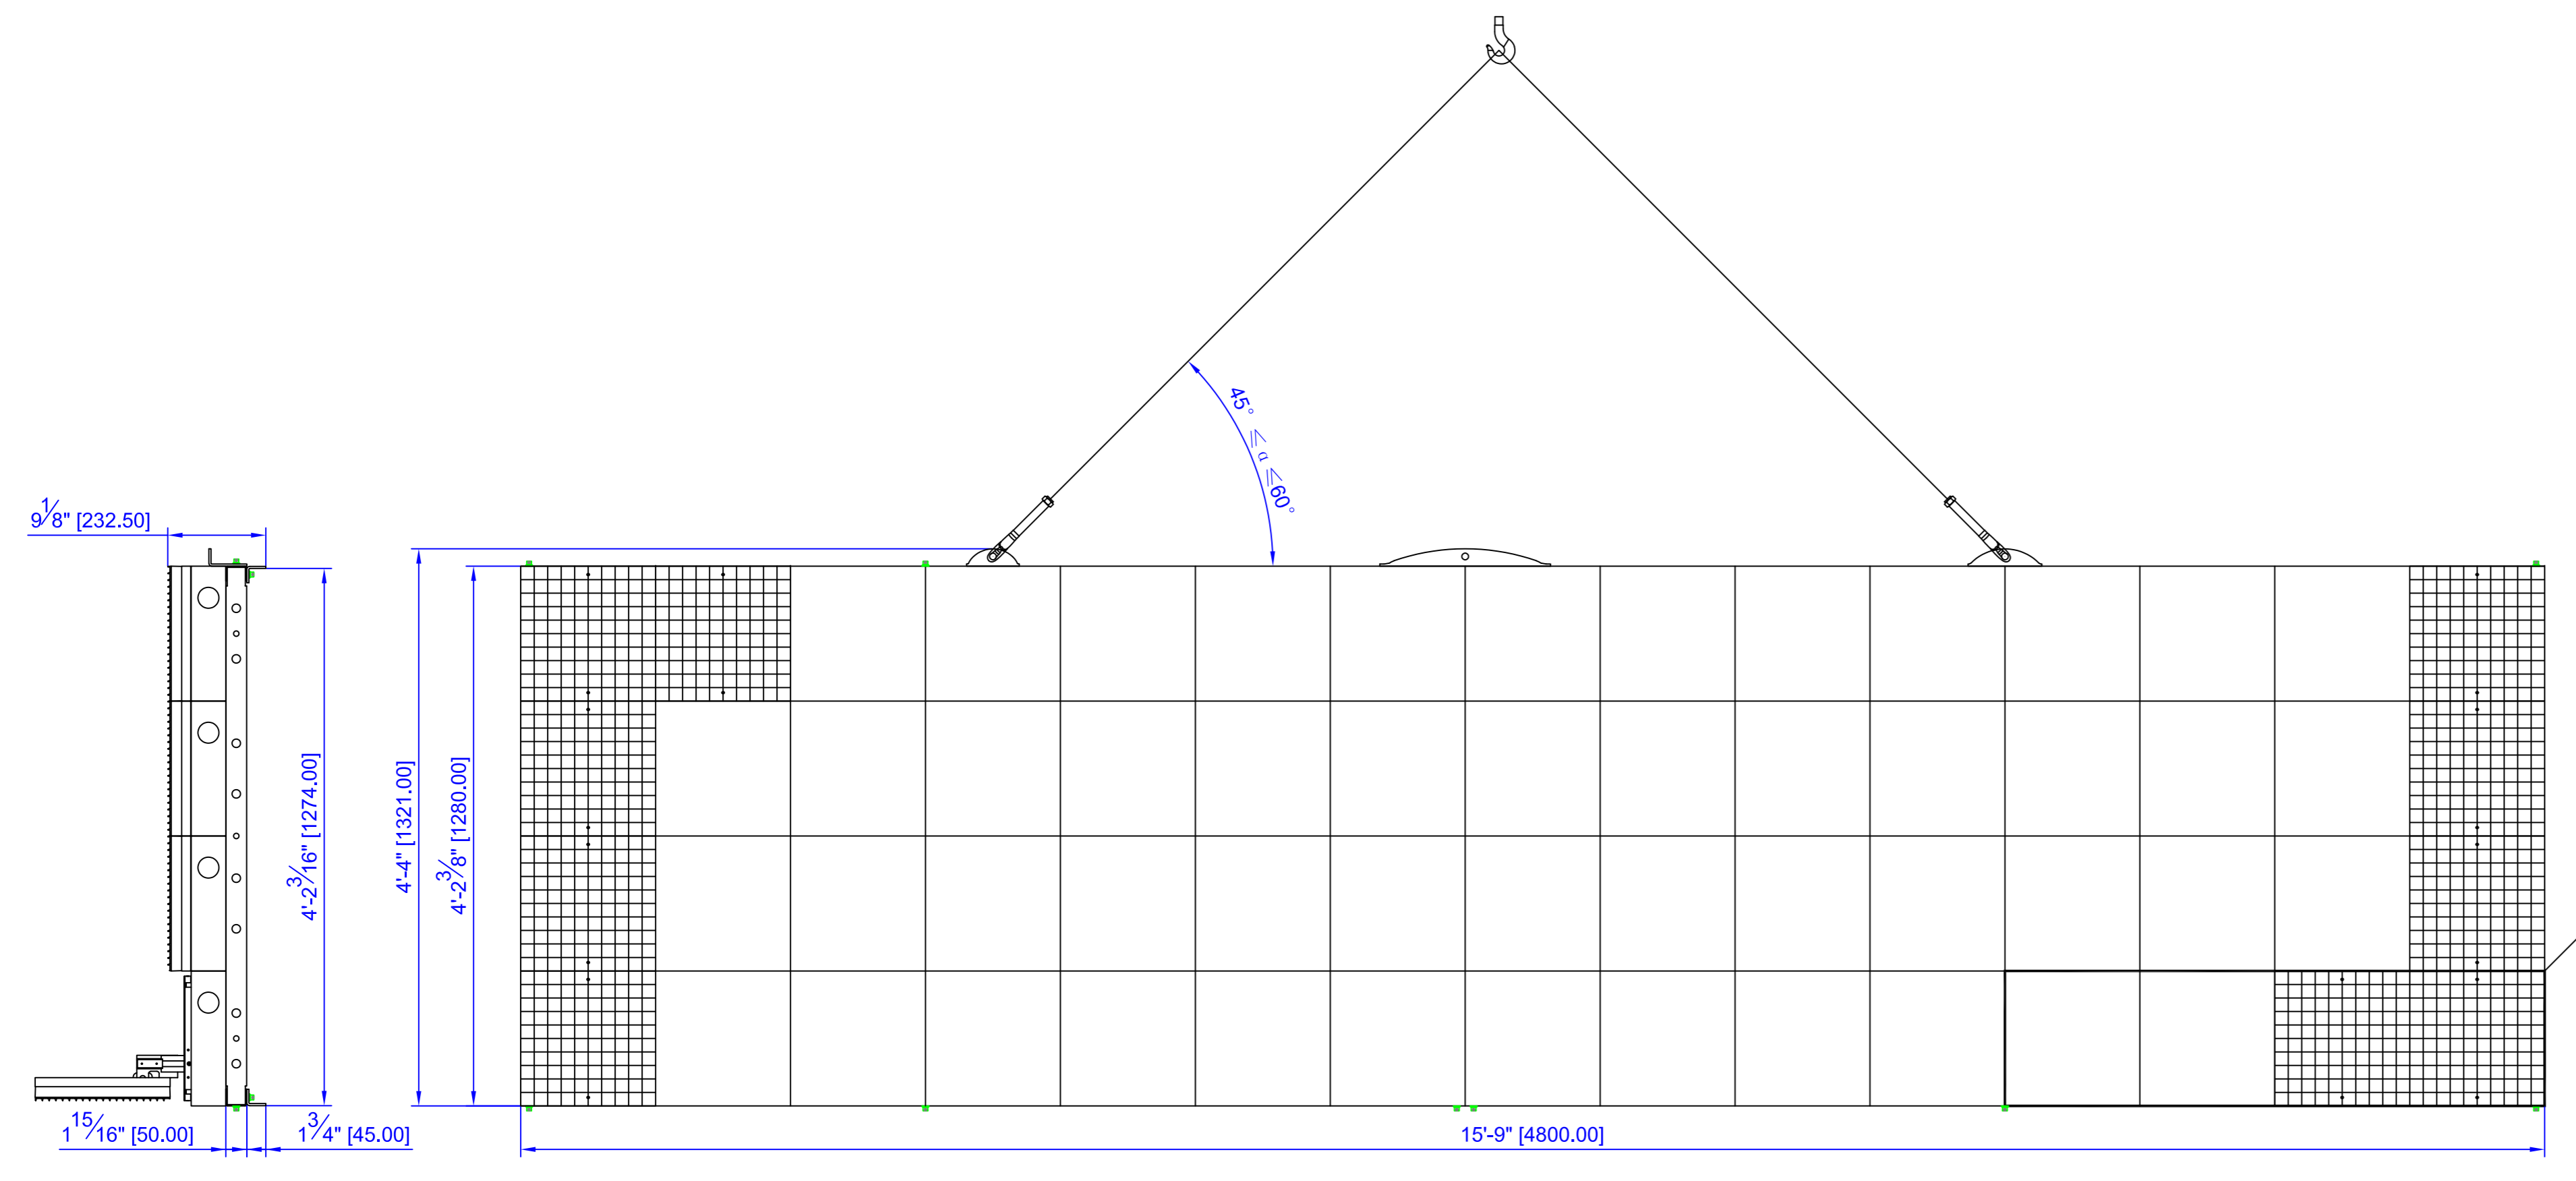 45° ≤ α ≤60°
9 1/8" [232.50]
4'-2 3/16" [1274.00]
4'-4" [1321.00]
4'-2 3/8" [1280.00]
1 15/16" [50.00]
1 3/4" [45.00]
15'-9" [4800.00]